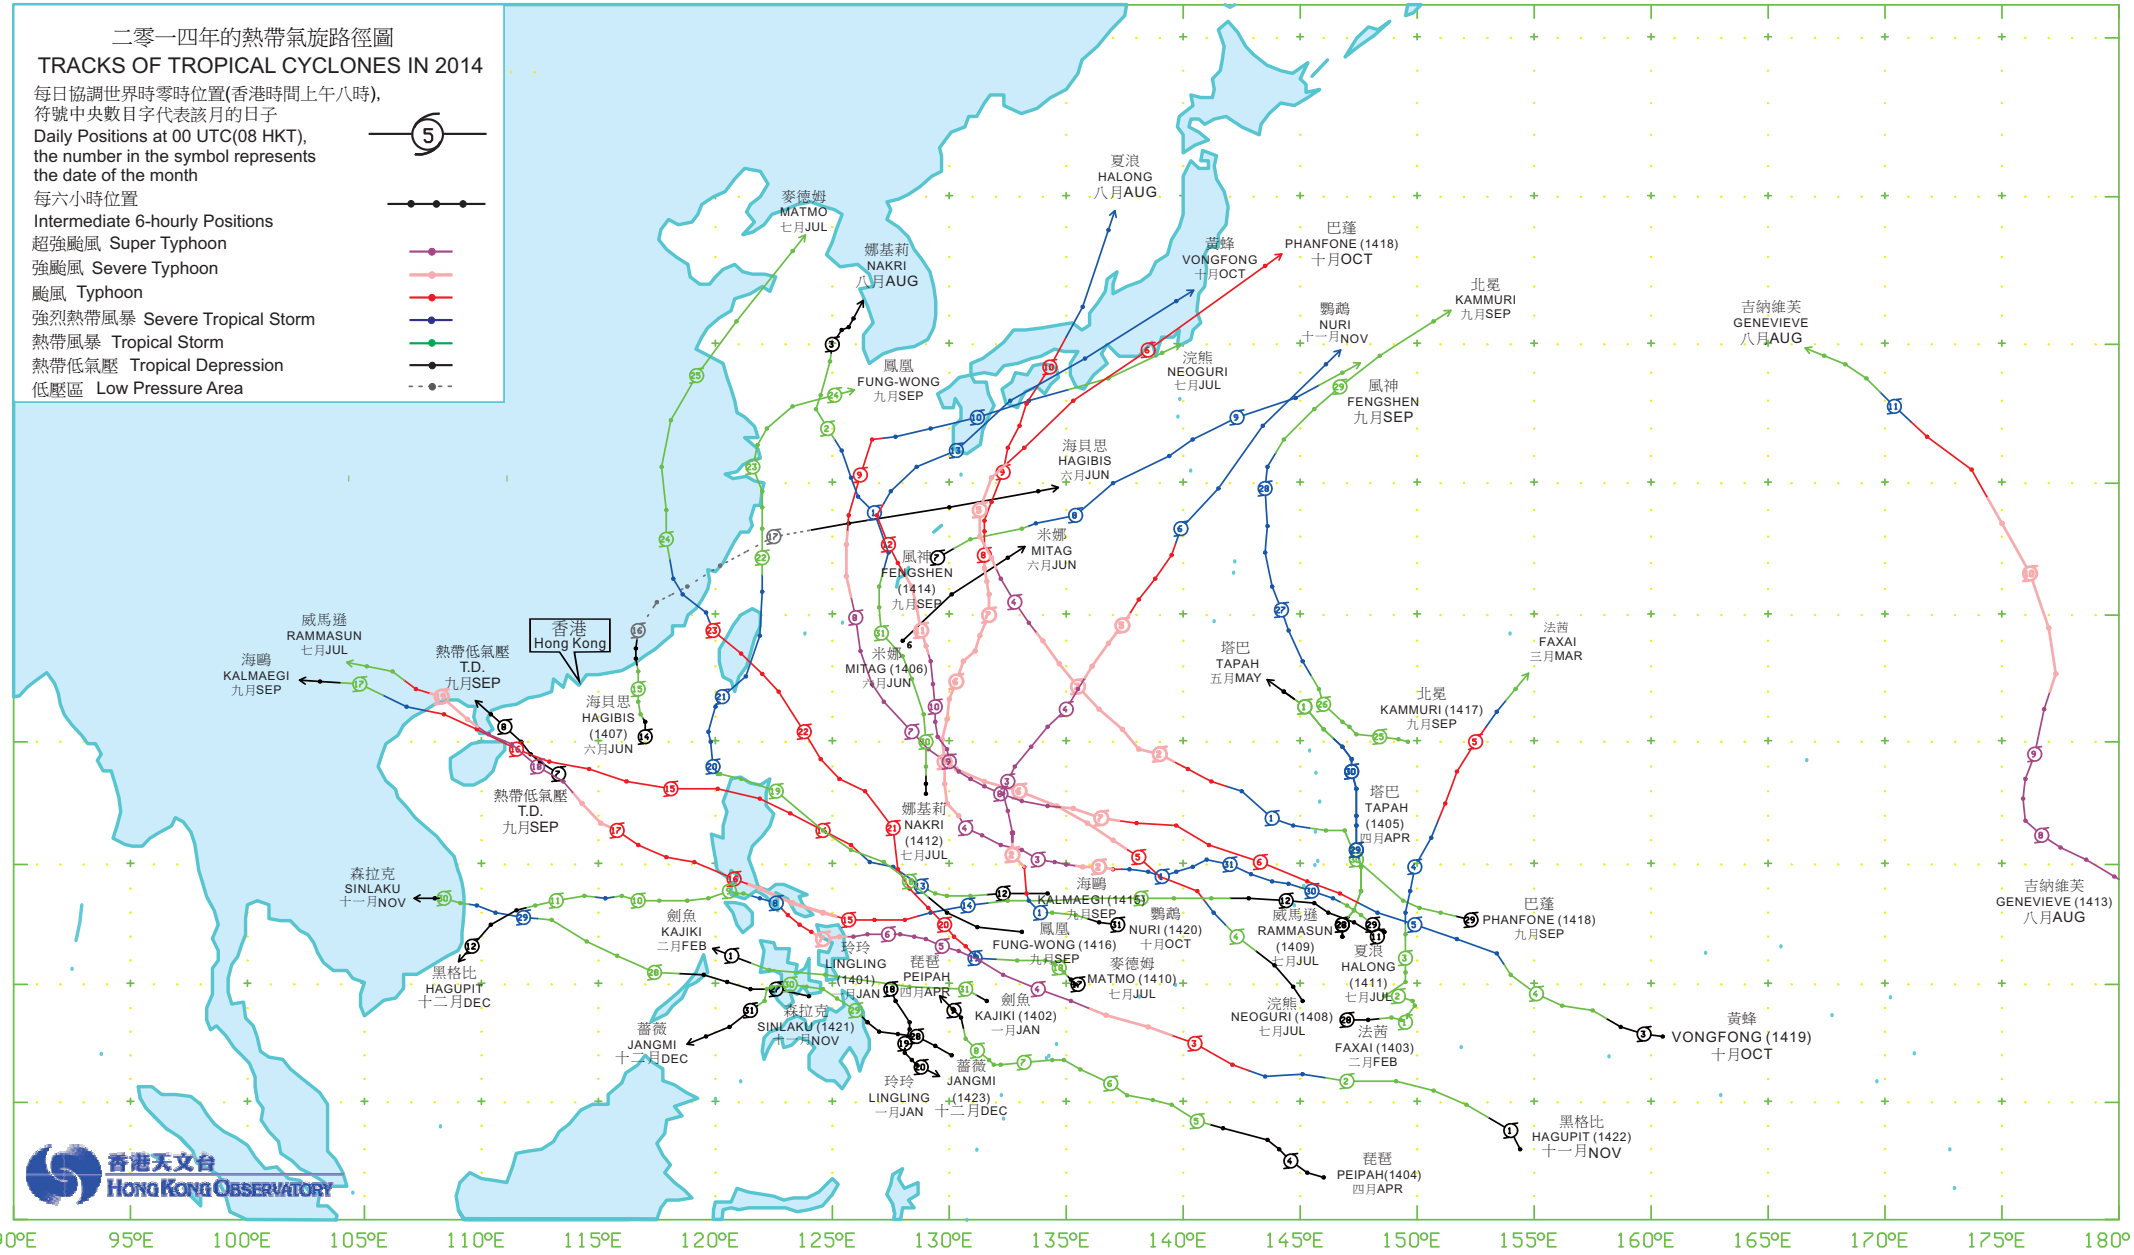 二零一四年的熱帶氣旋路徑圖
TRACKS OF TROPICAL CYCLONES IN 2014
每日協調世界時零時位置(香港時間上午八時),
符號中央數目字代表該月的日子
Daily Positions at 00 UTC(08 HKT),
the number in the symbol represents
the date of the month
5
每六小時位置
Intermediate 6-hourly Positions
超強颱風 Super Typhoon
強颱風 Severe Typhoon
颱風 Typhoon
強烈熱帶風暴 Severe Tropical Storm
熱帶風暴 Tropical Storm
熱帶低氣壓 Tropical Depression
低壓區 Low Pressure Area
夏浪
HALONG
八月AUG
麥德姆
MATMO
七月JUL
娜基莉
NAKRI
八月AUG
黃蜂
VONGFONG
十月OCT
巴蓬
PHANFONE (1418)
十月OCT
北冕
KAMMURI
九月SEP
鸚鵡
NURI
十一月NOV
吉納維芙
GENEVIEVE
八月AUG
鳳凰
FUNG-WONG
九月SEP
浣熊
NEOGURI
七月JUL
風神
FENGSHEN
九月SEP
海貝思
HAGIBIS
六月JUN
米娜
MITAG
六月JUN
風神
FENGSHEN
(1414)
九月SEP
威馬遜
RAMMASUN
七月JUL
海鷗
KALMAEGI
九月SEP
熱帶低氣壓
T.D.
九月SEP
香港
Hong Kong
米娜
MITAG (1406)
六月JUN
塔巴
TAPAH
五月MAY
法茜
FAXAI
三月MAR
海貝思
HAGIBIS
(1407)
六月JUN
北冕
KAMMURI (1417)
九月SEP
熱帶低氣壓
T.D.
九月SEP
娜基莉
NAKRI
(1412)
七月JUL
塔巴
TAPAH
(1405)
四月APR
森拉克
SINLAKU
十一月NOV
劍魚
KAJIKI
二月FEB
海鷗
KALMAEGI (1415)
九月SEP
鸚鵡
NURI (1420)
十月OCT
威馬遜
RAMMASUN
(1409)
七月JUL
巴蓬
PHANFONE (1418)
九月SEP
吉納維芙
GENEVIEVE (1413)
八月AUG
鳳凰
FUNG-WONG (1416)
九月SEP
玲玲
LINGLING
(1401)
一月JAN
琵琶
PEIPAH
四月APR
麥德姆
MATMO (1410)
七月JUL
夏浪
HALONG
(1411)
七月JUL
黑格比
HAGUPIT
十二月DEC
森拉克
SINLAKU (1421)
十一月NOV
劍魚
KAJIKI (1402)
一月JAN
浣熊
NEOGURI (1408)
七月JUL
法茜
FAXAI (1403)
二月FEB
黃蜂
VONGFONG (1419)
十月OCT
薔薇
JANGMI
十二月DEC
玲玲
LINGLING
一月JAN
薔薇
JANGMI
(1423)
十二月DEC
黑格比
HAGUPIT (1422)
十一月NOV
琵琶
PEIPAH(1404)
四月APR
香港天文台
HONG KONG OBSERVATORY
90°E 95°E 100°E 105°E 110°E 115°E 120°E 125°E 130°E 135°E 140°E 145°E 150°E 155°E 160°E 165°E 170°E 175°E 180°